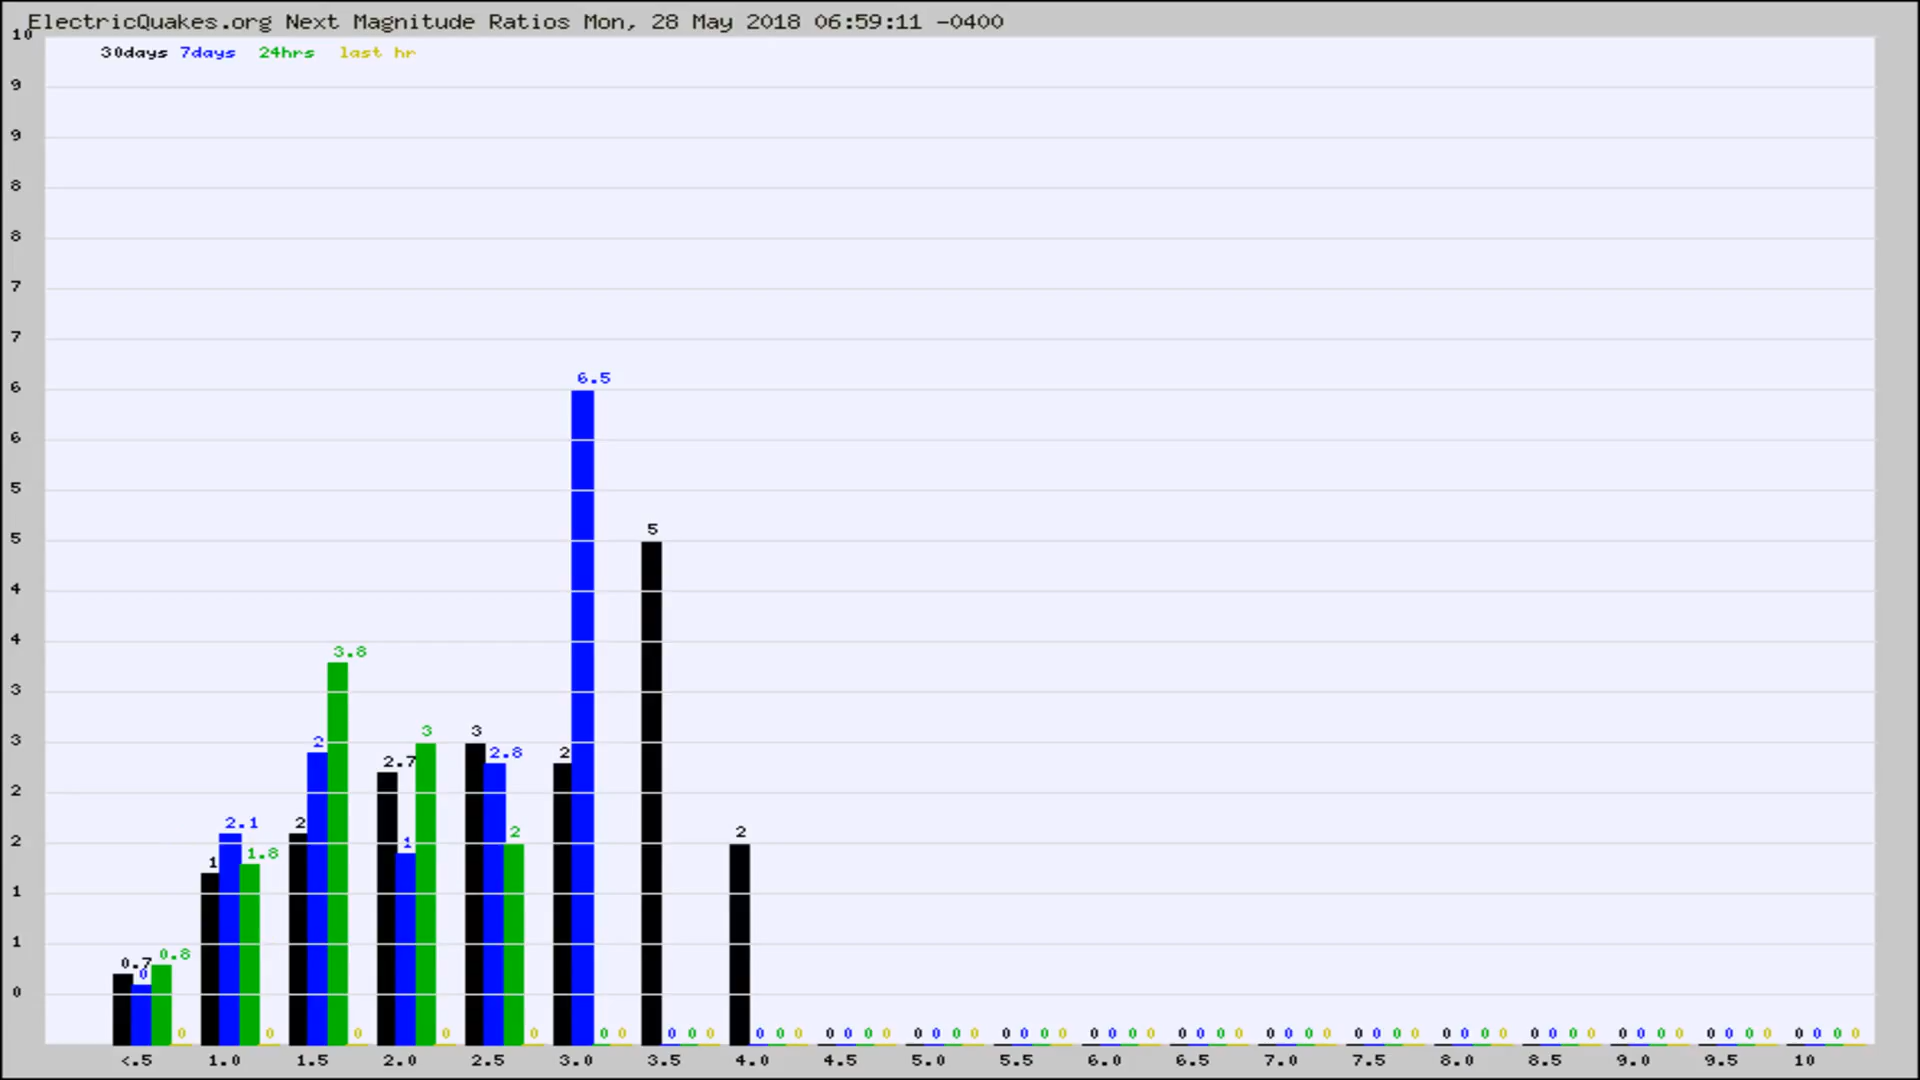 ElectricQuakes.org Next Magnitude Ratios Mon, 28 May 2018 06:59:11 -0400
10
30days 7days 24hrs last hr
9
9
8
8
7
7
6.5
6
6
5
5
5
4
4
3.8
3
3 3 2
3
2 2.8 2.7
2
2.1 2 2 2
2
1 1.8 1
1
1
0.7 0 0.8
0
0 0 0 0 0 0 0 0 0 0 0 0 0 0 0 0 0 0 0 0 0 0 0 0 0 0 0 0 0 0 0 0 0 0 0 0 0 0 0 0 0 0 0 0 0 0 0 0 0 0 0 0 0 0 0 0 0 0 0 0 0 0 0 0 0
<.5 1.0 1.5 2.0 2.5 3.0 3.5 4.0 4.5 5.0 5.5 6.0 6.5 7.0 7.5 8.0 8.5 9.0 9.5 10